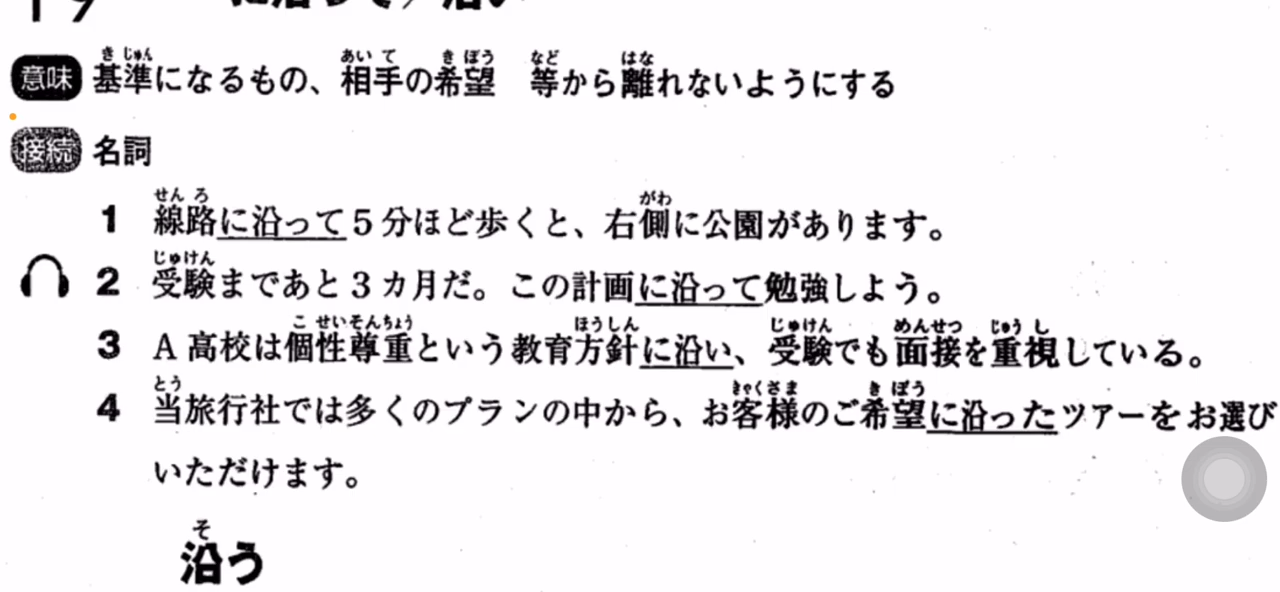 19 に沿って／沿い
意味 基準になるもの、相手の希望 等から離れないようにする
接続 名詞
1 線路に沿って５分ほど歩くと、右側に公園があります。
2 受験まであと３カ月だ。この計画に沿って勉強しよう。
3 A高校は個性尊重という教育方針に沿い、受験でも面接を重視している。
4 当旅行社では多くのプランの中から、お客様のご希望に沿ったツアーをお選び
いただけます。
沿う